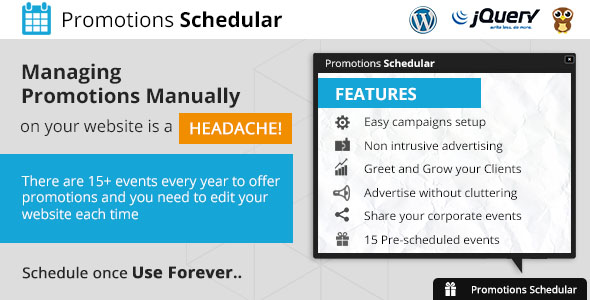 Promotions Schedular
jQuery
write less, do more.
Managing
Promotions Manually
on your website is a HEADACHE!
There are 15+ events every year to offer
promotions and you need to edit your
website each time
Schedule once Use Forever..
Promotions Schedular
FEATURES
Easy campaigns setup
Non intrusive advertising
Greet and Grow your Clients
Advertise without cluttering
Share your corporate events
15 Pre-scheduled events
Promotions Schedular